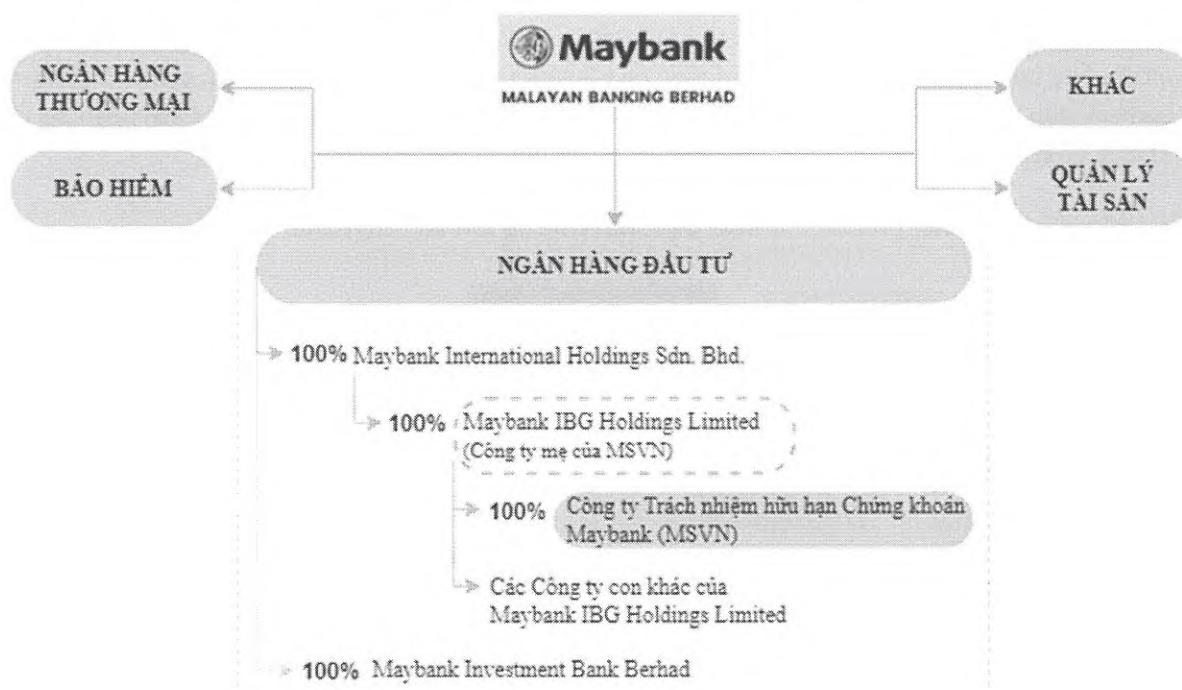 Maybank
MALAYAN BANKING BERHAD
NGÂN HÀNG
THƯƠNG MẠI
KHÁC
BẢO HIỂM
QUẢN LÝ
TÀI SẢN
NGÂN HÀNG ĐẦU TƯ
100% Maybank International Holdings Sdn. Bhd.
100% Maybank IBG Holdings Limited
(Công ty mẹ của MSVN)
100% Công ty Trách nhiệm hữu hạn Chứng khoán
Maybank (MSVN)
Các Công ty con khác của
Maybank IBG Holdings Limited
100% Maybank Investment Bank Berhad